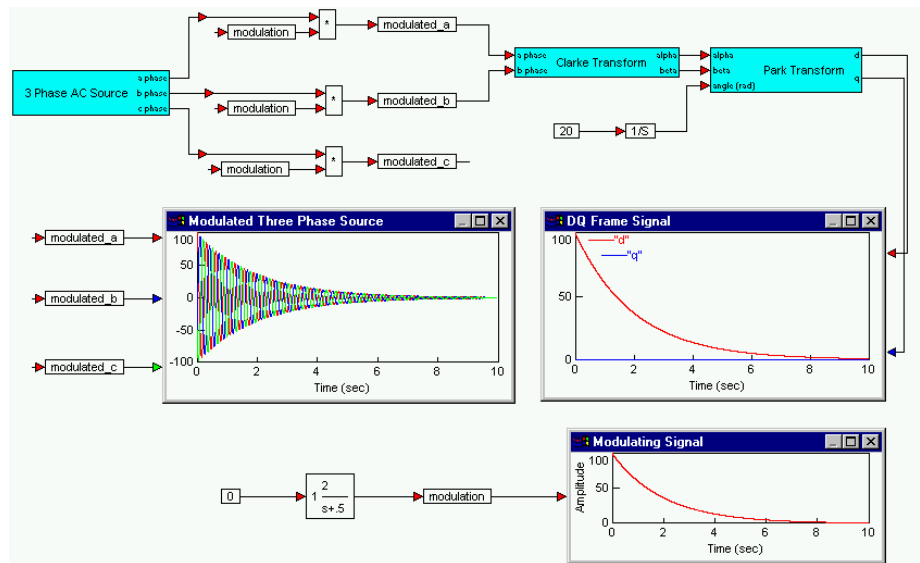 modulation
*
modulated_a
3 Phase AC Source
a phase
b phase
c phase
modulation
*
modulated_b
modulation
*
modulated_c
a phase
b phase
Clarke Transform
alpha
beta
alpha
beta
angle (rad)
Park Transform
d
q
20
1/S
modulated_a
modulated_b
modulated_c
Modulated Three Phase Source
100
50
0
-50
-100
0 2 4 6 8 10
Time (sec)
DQ Frame Signal
"d"
"q"
100
50
0
0 2 4 6 8 10
Time (sec)
0
1
2
s+.5
modulation
Modulating Signal
Amplitude
100
50
0
0 2 4 6 8 10
Time (sec)